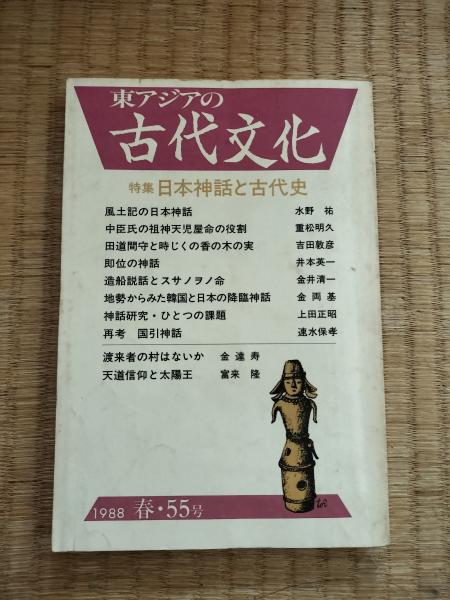 東アジアの
古代文化
特集 日本神話と古代史
風土記の日本神話 水野 祐
中臣氏の祖神天児屋命の役割 重松明久
田道間守と時じくの香の木の実 吉田敦彦
即位の神話 井本英一
造船説話とスサノヲノ命 金井清一
地勢からみた韓国と日本の降臨神話 金両基
神話研究・ひとつの課題 上田正昭
再考 国引神話 速水保孝
渡来者の村はないか 金達寿
天道信仰と太陽王 富来 隆
1988 春・55号